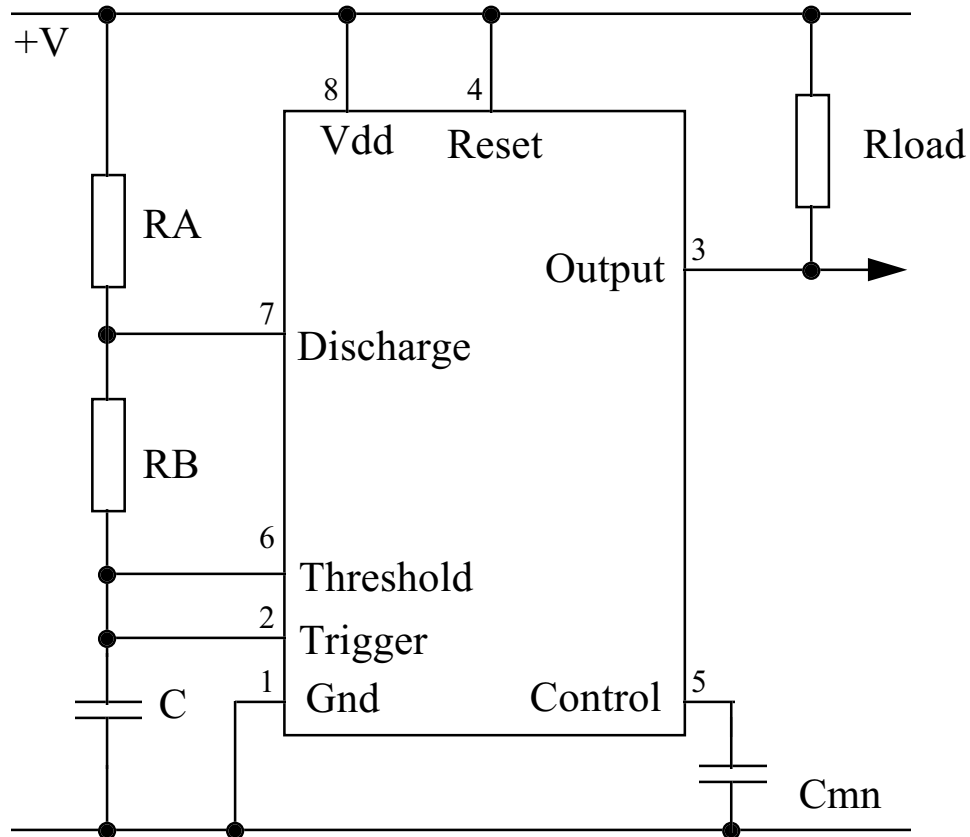 +V
8
4
Vdd
Reset
Rload
RA
3
Output
7
Discharge
RB
6
Threshold
2
Trigger
1
Gnd
5
Control
C
Cmn